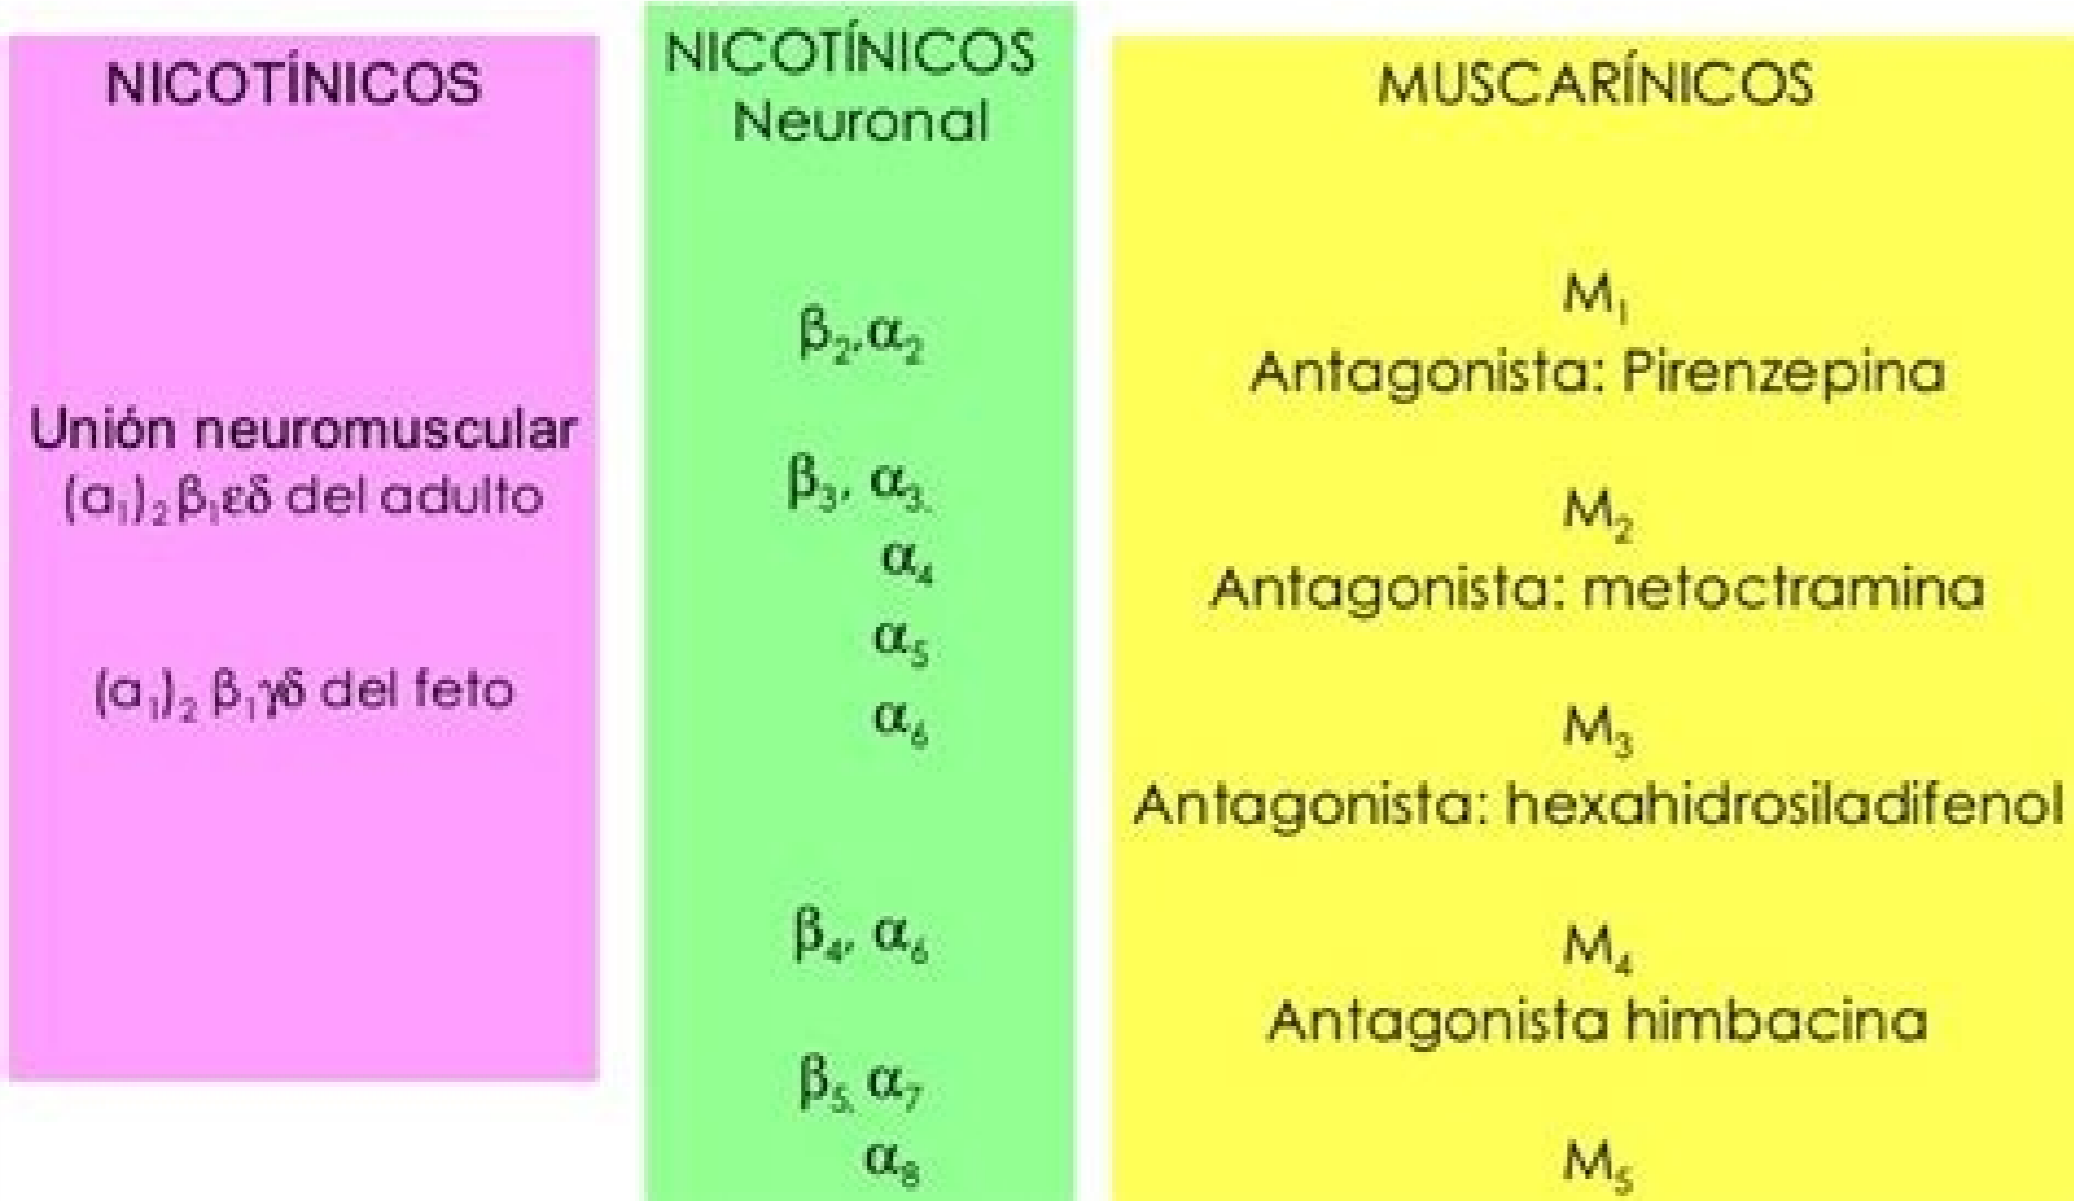 NICOTÍNICOS
Unión neuromuscular
(α₁)₂β₁εδ del adulto
(α₁)₂ β₁γδ del feto
NICOTÍNICOS
Neuronal
β₂, α₂
β₃, α₃.
α₄
α₅
α₆
β₄, α₆
β₅, α₇
α₈
MUSCARÍNICOS
M₁
Antagonista: Pirenzepina
M₂
Antagonista: metoctramina
M₃
Antagonista: hexahidrosiladifenol
M₄
Antagonista himbacina
M₅